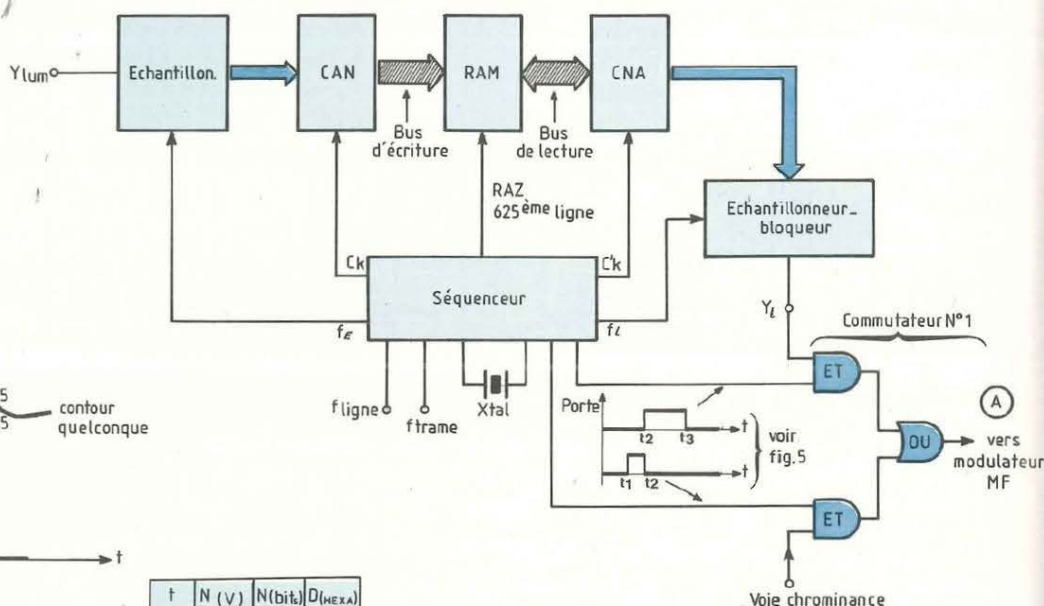 Ylum
Echantillon.
CAN
RAM
CNA
Bus
d'écriture
Bus
de lecture
RAZ
625ème ligne
Echantillonneur_
bloqueur
Ck
C'k
Séquenceur
fE
fl
Yl
Commutateur N°1
f ligne
f trame
Xtal
Porte
t
t2
t3
t
t1
t2
voir
fig.5
ET
ET
OU
A
vers
modulateur
MF
Voie chrominance
5
5
contour
quelconque
t
t
N (V)
N(bits)
D(HEXA)